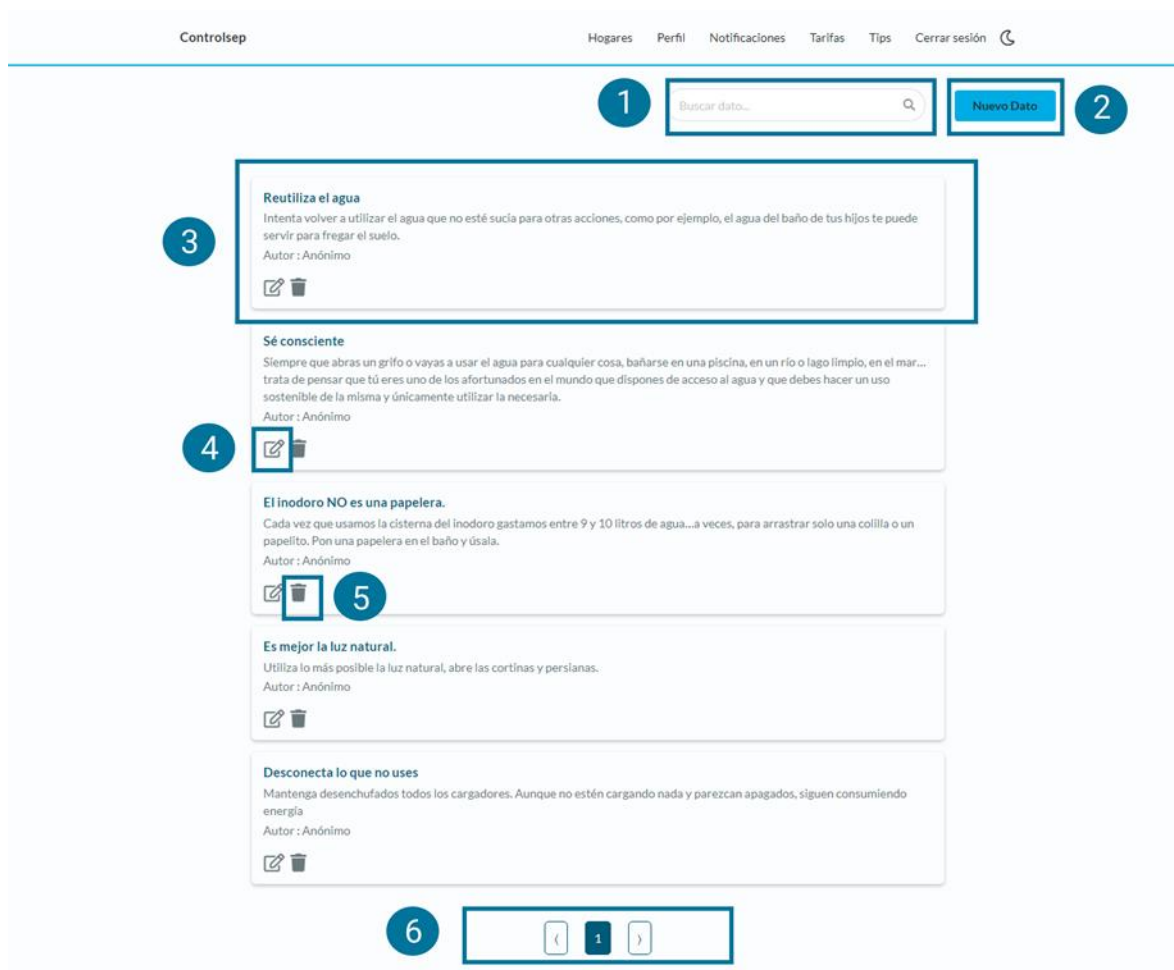 Controlsep
Hogares Perfil Notificaciones Tarifas Tips Cerrar sesión
1
Buscar dato...
Nuevo Dato
2
3
Reutiliza el agua
Intenta volver a utilizar el agua que no esté sucia para otras acciones, como por ejemplo, el agua del baño de tus hijos te puede
servir para fregar el suelo.
Autor : Anónimo
Sé consciente
Siempre que abras un grifo o vayas a usar el agua para cualquier cosa, bañarse en una piscina, en un río o lago limpio, en el mar...
trata de pensar que tú eres uno de los afortunados en el mundo que dispones de acceso al agua y que debes hacer un uso
sostenible de la misma y únicamente utilizar la necesaria.
Autor : Anónimo
4
El inodoro NO es una papelera.
Cada vez que usamos la cisterna del inodoro gastamos entre 9 y 10 litros de agua...a veces, para arrastrar solo una colilla o un
papelito. Pon una papelera en el baño y úsala.
Autor : Anónimo
5
Es mejor la luz natural.
Utiliza lo más posible la luz natural, abre las cortinas y persianas.
Autor : Anónimo
Desconecta lo que no uses
Mantenga desenchufados todos los cargadores. Aunque no estén cargando nada y parezcan apagados, siguen consumiendo
energía
Autor : Anónimo
6
⟨ 1 ⟩